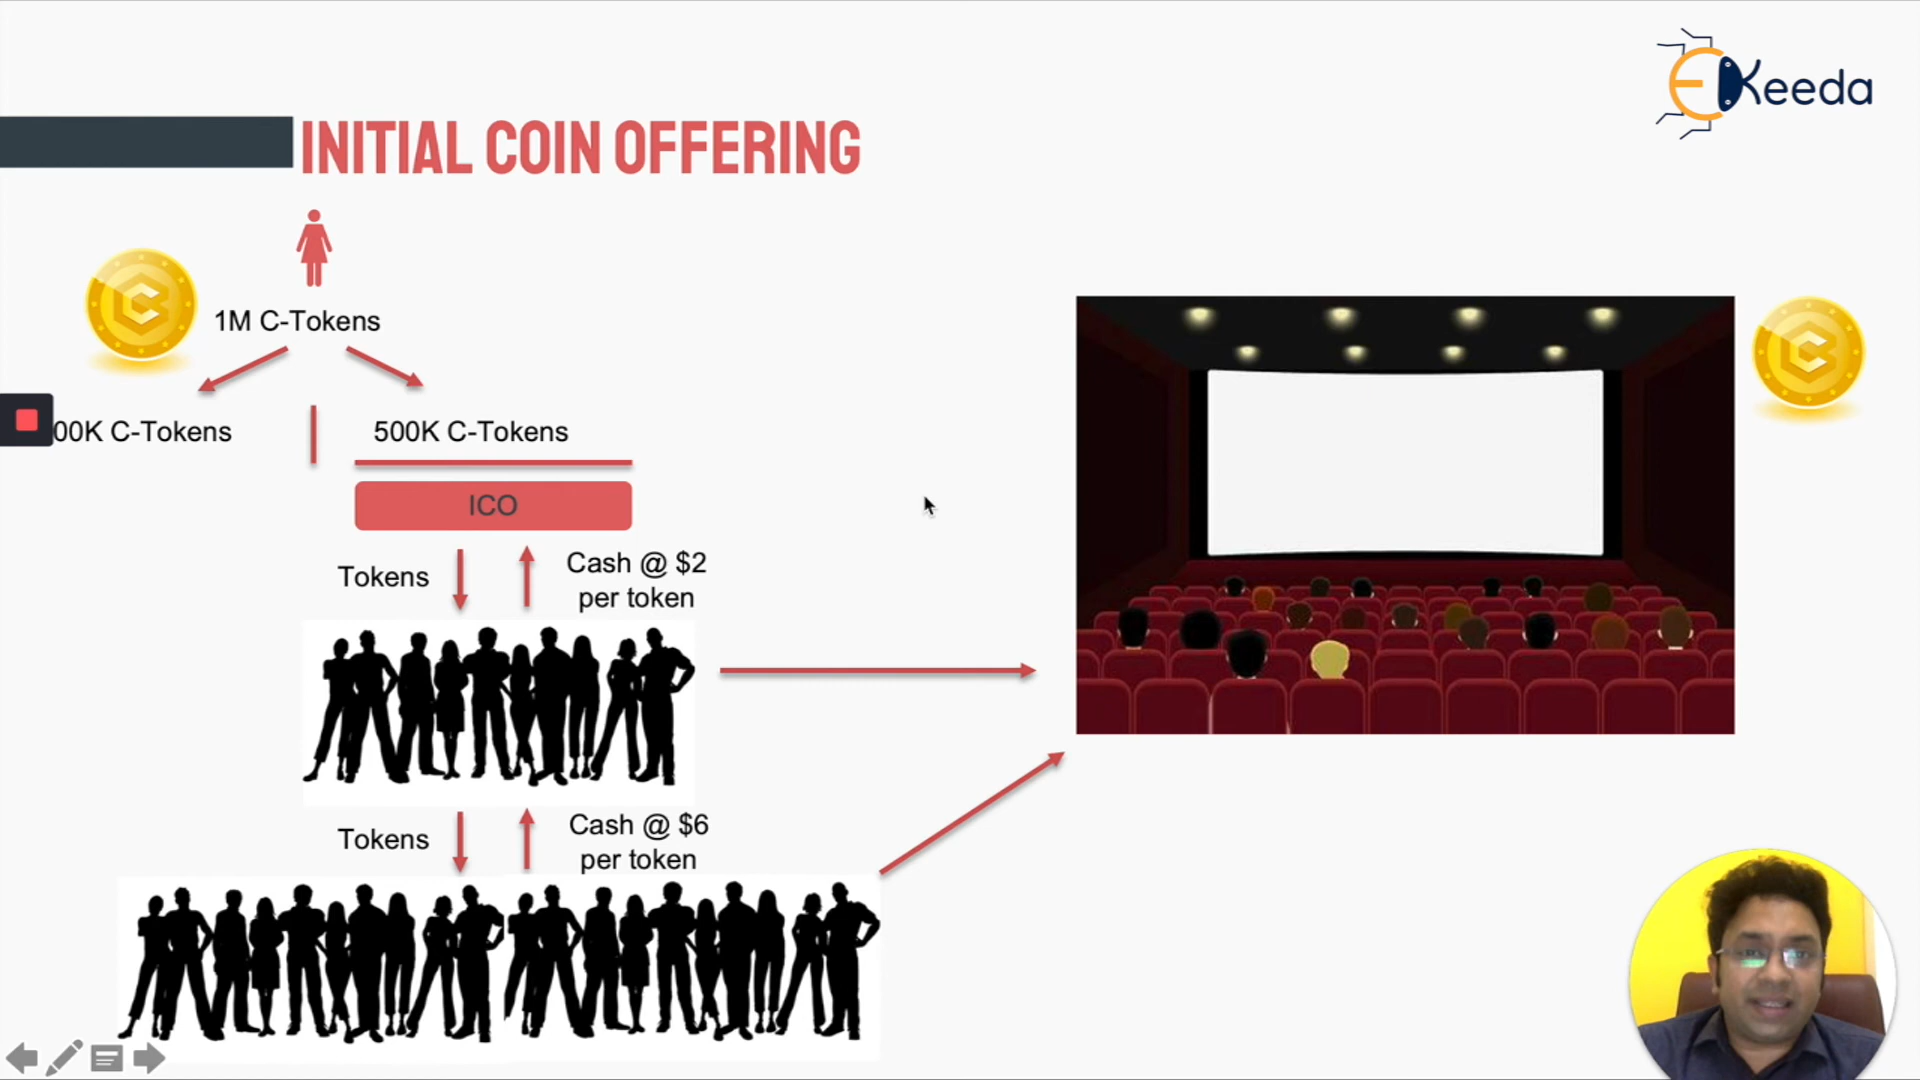 EKeeda
INITIAL COIN OFFERING
1M C-Tokens
00K C-Tokens
500K C-Tokens
ICO
Tokens
Cash @ $2
per token
Tokens
Cash @ $6
per token